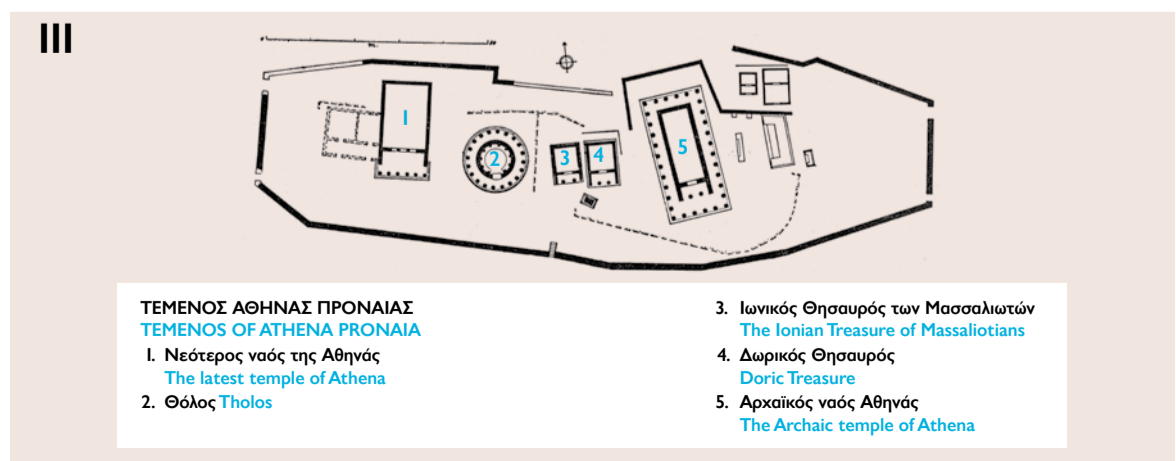 III
1
2
3
4
5
ΤΕΜΕΝΟΣ ΑΘΗΝΑΣ ΠΡΟΝΑΙΑΣ
TEMENOS OF ATHENA PRONAIA
1. Νεότερος ναός της Αθηνάς
The latest temple of Athena
2. Θόλος Tholos
3. Ιωνικός Θησαυρός των Μασσαλιωτών
The Ionian Treasure of Massaliotians
4. Δωρικός Θησαυρός
Doric Treasure
5. Αρχαϊκός ναός Αθηνάς
The Archaic temple of Athena